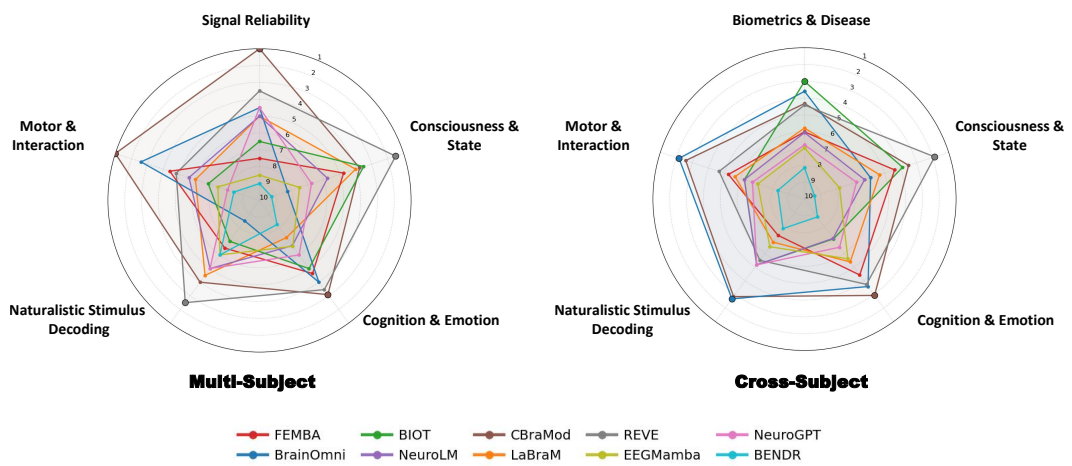 Signal Reliability
1
2
3
4
5
6
7
8
9
10
Motor &
Interaction
Consciousness &
State
Naturalistic Stimulus
Decoding
Cognition & Emotion
Multi-Subject
Biometrics & Disease
1
2
3
4
5
6
7
8
9
10
Motor &
Interaction
Consciousness &
State
Naturalistic Stimulus
Decoding
Cognition & Emotion
Cross-Subject
FEMBA
BIOT
CBraMod
REVE
NeuroGPT
BrainOmni
NeuroLM
LaBraM
EEGMamba
BENDR